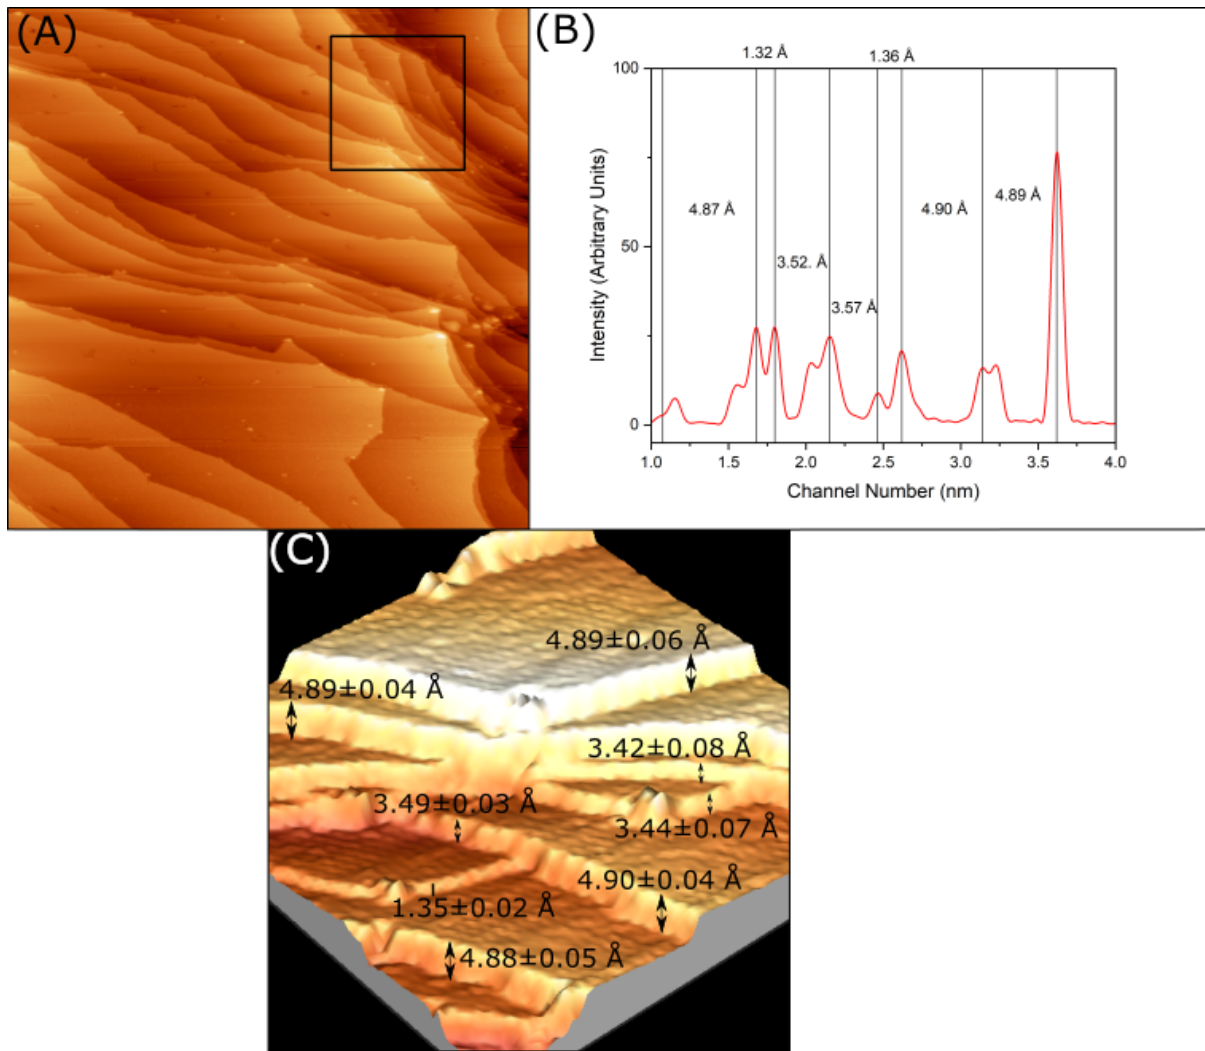 (A)
(B)
1.32 Å
1.36 Å
100
50
0
Intensity (Arbitrary Units)
4.87 Å
3.52. Å
3.57 Å
4.90 Å
4.89 Å
1.0 1.5 2.0 2.5 3.0 3.5 4.0
Channel Number (nm)
(C)
4.89±0.06 Å
4.89±0.04 Å
3.42±0.08 Å
3.49±0.03 Å
3.44±0.07 Å
4.90±0.04 Å
1.35±0.02 Å
4.88±0.05 Å